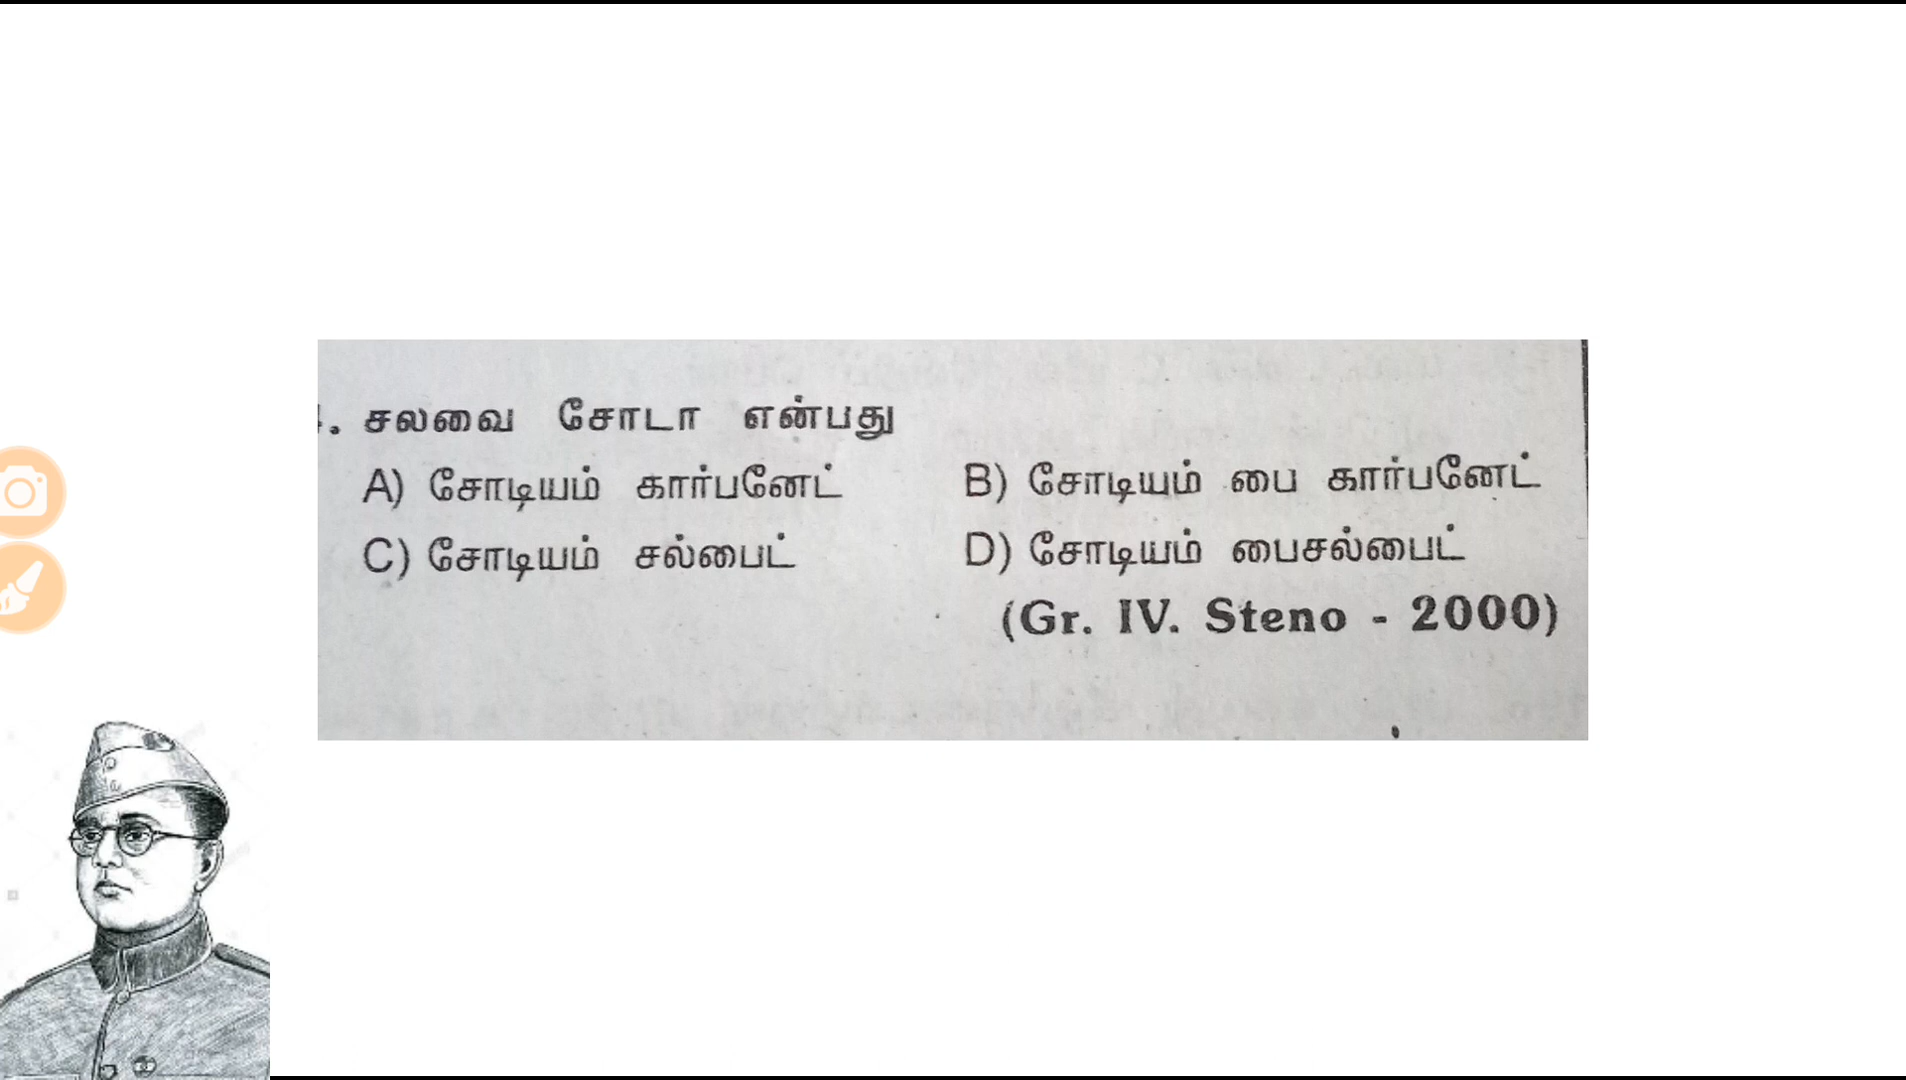 . சலவை சோடா என்பது
A) சோடியம் கார்பனேட் B) சோடியம் பை கார்பனேட்
C) சோடியம் சல்பைட் D) சோடியம் பைசல்பைட்
(Gr. IV. Steno - 2000)